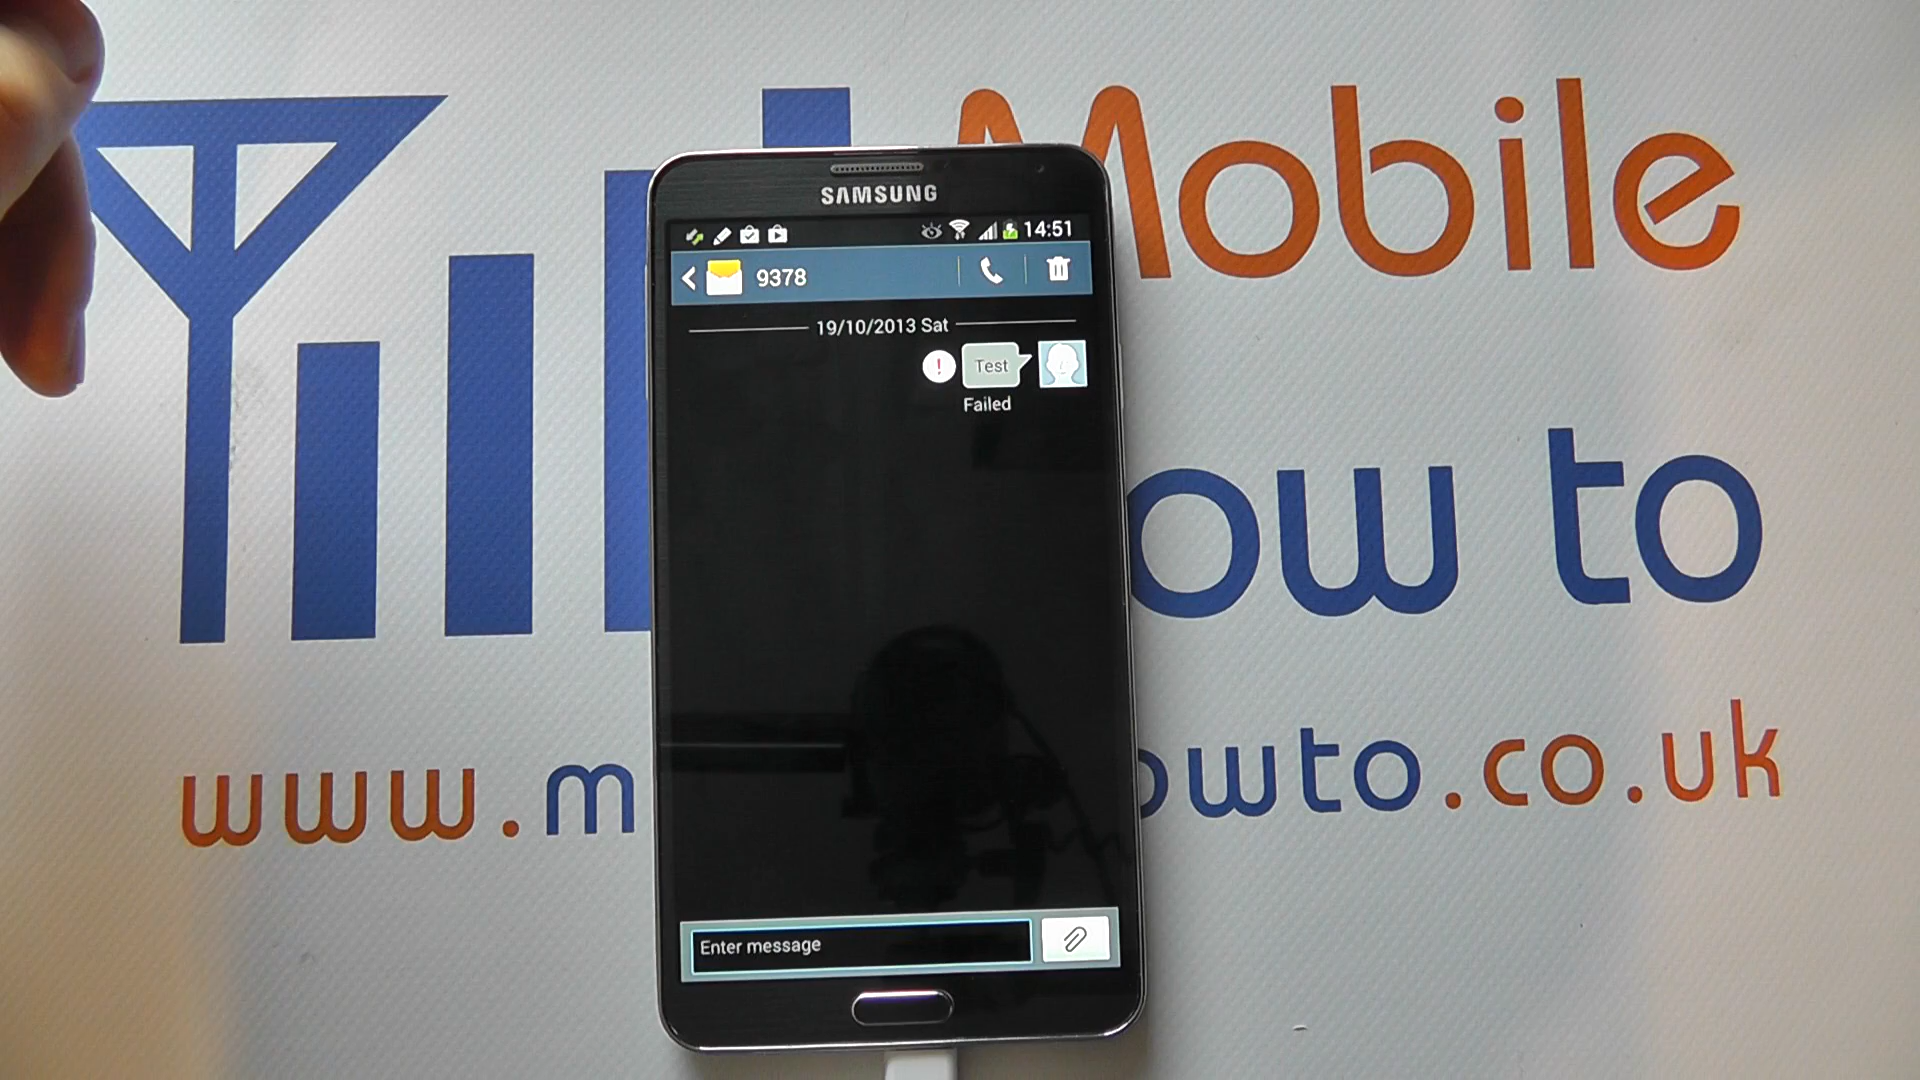 Mobile
SAMSUNG
14:51
9378
19/10/2013 Sat
Test
Failed
ow to
www.m owto.co.uk
Enter message